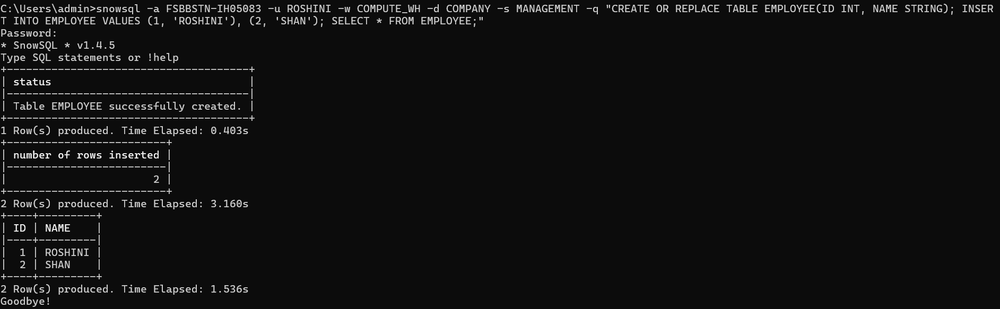 C:\Users\admin>snowsql -a FSBBSTN-IH05083 -u ROSHINI -w COMPUTE_WH -d COMPANY -s MANAGEMENT -q "CREATE OR REPLACE TABLE EMPLOYEE(ID INT, NAME STRING); INSER
T INTO EMPLOYEE VALUES (1, 'ROSHINI'), (2, 'SHAN'); SELECT * FROM EMPLOYEE;"
Password:
* SnowSQL * v1.4.5
Type SQL statements or !help
+--------------------------------------+
| status                               |
|--------------------------------------|
| Table EMPLOYEE successfully created. |
+--------------------------------------+
1 Row(s) produced. Time Elapsed: 0.403s
+-------------------------+
| number of rows inserted |
|-------------------------|
|                       2 |
+-------------------------+
2 Row(s) produced. Time Elapsed: 3.160s
+----+---------+
| ID | NAME    |
|----+---------|
|  1 | ROSHINI |
|  2 | SHAN    |
+----+---------+
2 Row(s) produced. Time Elapsed: 1.536s
Goodbye!